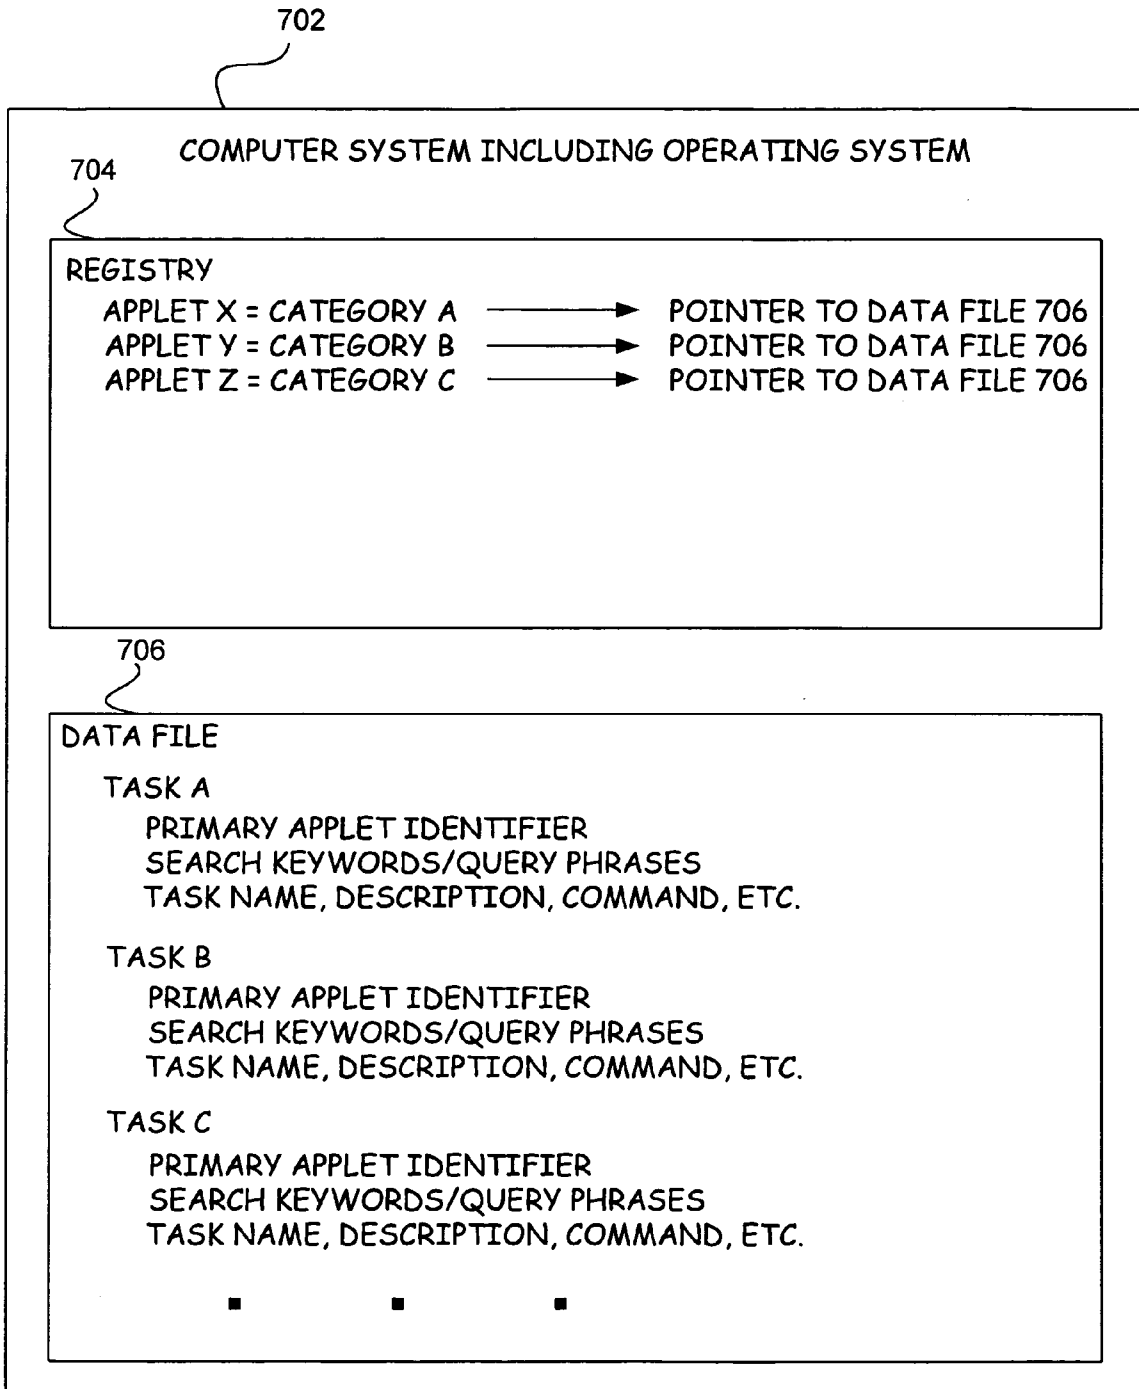 702
COMPUTER SYSTEM INCLUDING OPERATING SYSTEM
704
REGISTRY
APPLET X = CATEGORY A POINTER TO DATA FILE 706
APPLET Y = CATEGORY B POINTER TO DATA FILE 706
APPLET Z = CATEGORY C POINTER TO DATA FILE 706
706
DATA FILE
TASK A
PRIMARY APPLET IDENTIFIER
SEARCH KEYWORDS/QUERY PHRASES
TASK NAME, DESCRIPTION, COMMAND, ETC.
TASK B
PRIMARY APPLET IDENTIFIER
SEARCH KEYWORDS/QUERY PHRASES
TASK NAME, DESCRIPTION, COMMAND, ETC.
TASK C
PRIMARY APPLET IDENTIFIER
SEARCH KEYWORDS/QUERY PHRASES
TASK NAME, DESCRIPTION, COMMAND, ETC.